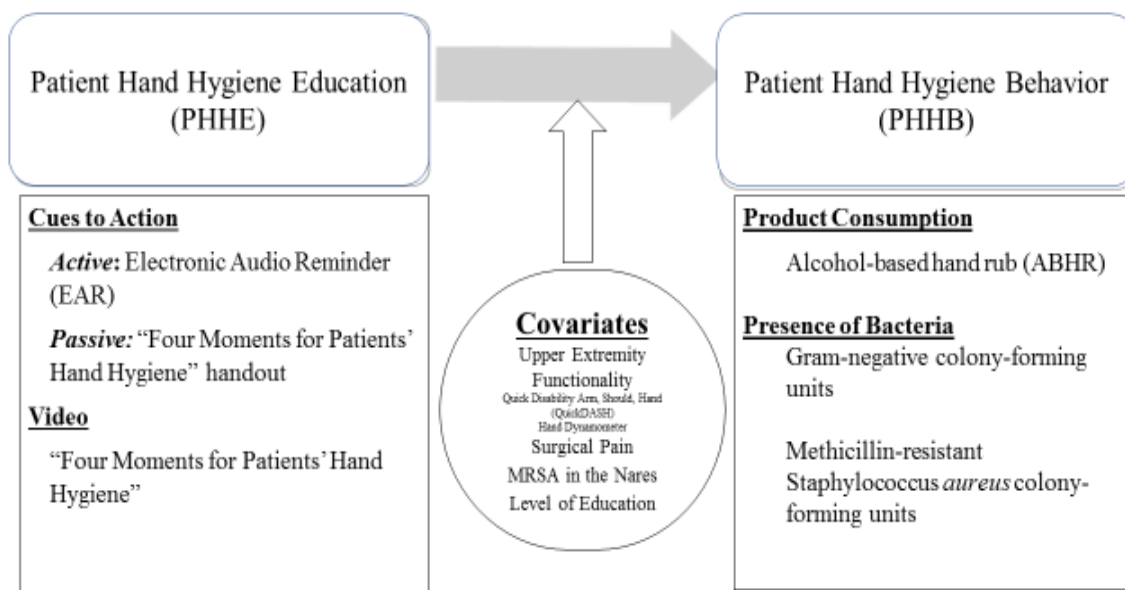 Patient Hand Hygiene Education
(PHHE)
Cues to Action
Active: Electronic Audio Reminder
(EAR)
Passive: “Four Moments for Patients’
Hand Hygiene” handout
Video
“Four Moments for Patients’ Hand
Hygiene”
Covariates
Upper Extremity
Functionality
Quick Disability Arm, Should, Hand
(QuickDASH)
Hand Dynamometer
Surgical Pain
MRSA in the Nares
Level of Education
Patient Hand Hygiene Behavior
(PHHB)
Product Consumption
Alcohol-based hand rub (ABHR)
Presence of Bacteria
Gram-negative colony-forming
units
Methicillin-resistant
Staphylococcus aureus colony-
forming units